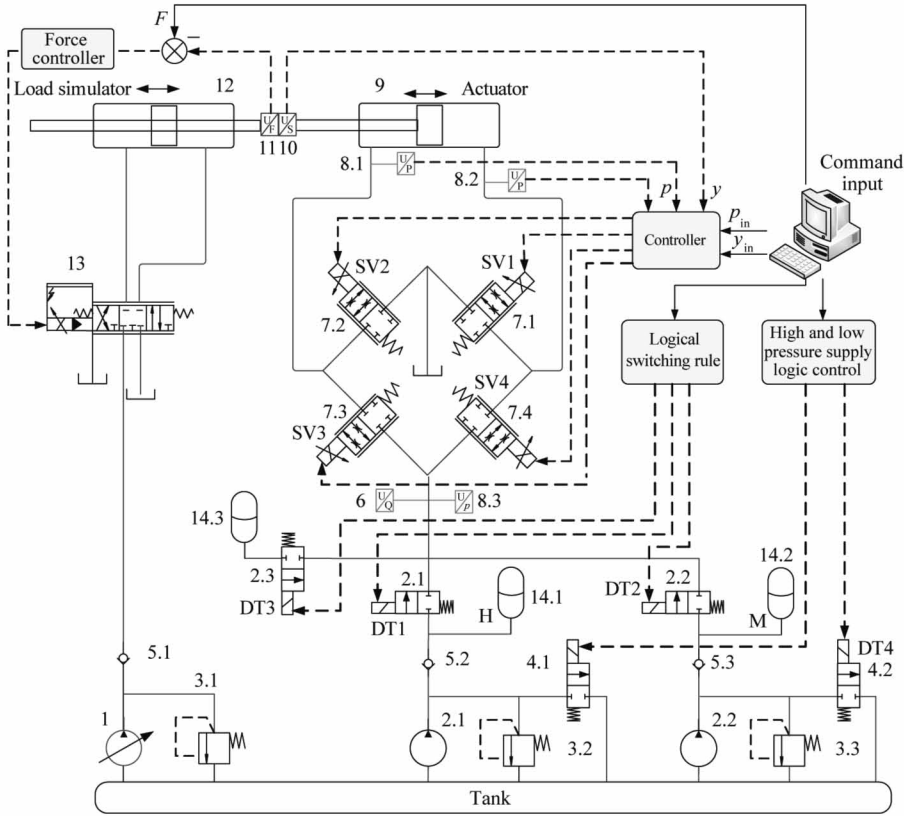 F
−
Force
controller
Load simulator
12
9
Actuator
U/F
U/S
11
10
8.1
U/P
8.2
U/P
p
y
Command
input
p in
y in
Controller
13
SV2
SV1
7.2
7.1
Logical
switching rule
High and low
pressure supply
logic control
SV4
7.3
7.4
SV3
6
U/Q
U/p
8.3
14.3
14.2
2.3
2.1
2.2
DT3
DT1
H
14.1
DT2
M
DT4
5.1
5.2
4.1
5.3
4.2
3.1
1
2.1
3.2
2.2
3.3
Tank